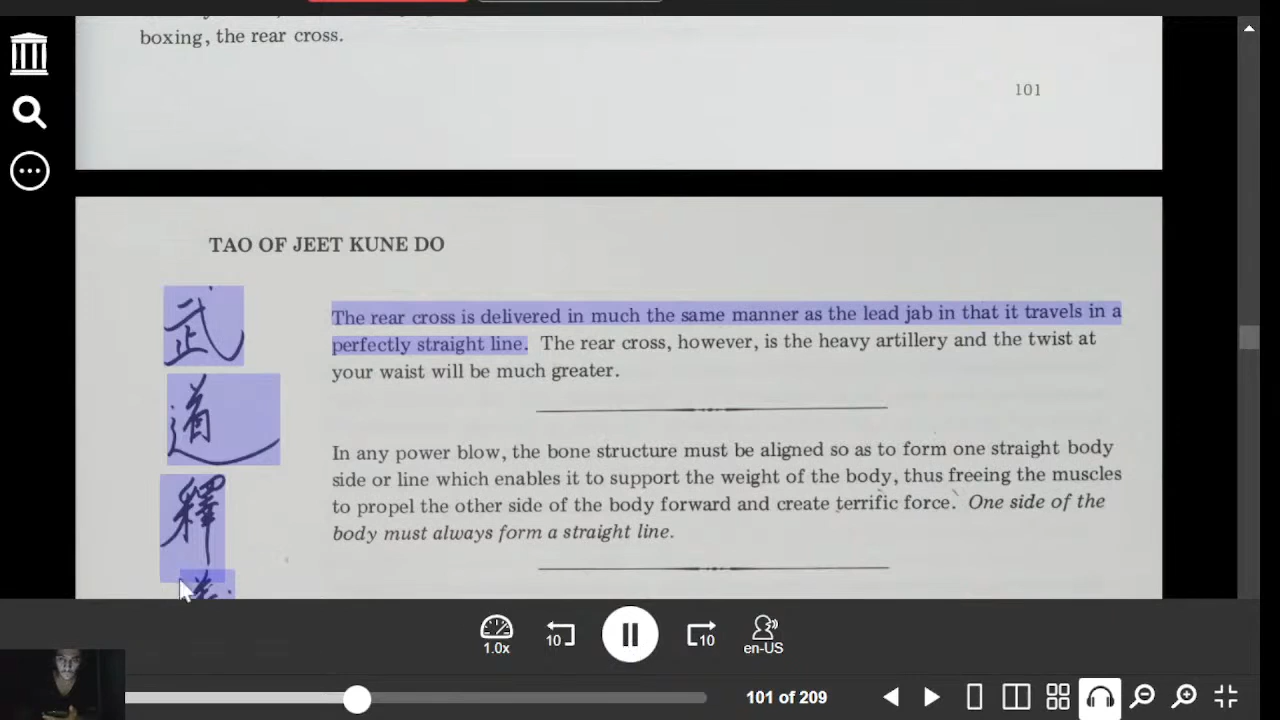 boxing, the rear cross.
101
TAO OF JEET KUNE DO
武
道
釋
The rear cross is delivered in much the same manner as the lead jab in that it travels in a
perfectly straight line. The rear cross, however, is the heavy artillery and the twist at
your waist will be much greater.
In any power blow, the bone structure must be aligned so as to form one straight body
side or line which enables it to support the weight of the body, thus freeing the muscles
to propel the other side of the body forward and create terrific force. One side of the
body must always form a straight line.
10
10
1.0x
en-US
101 of 209